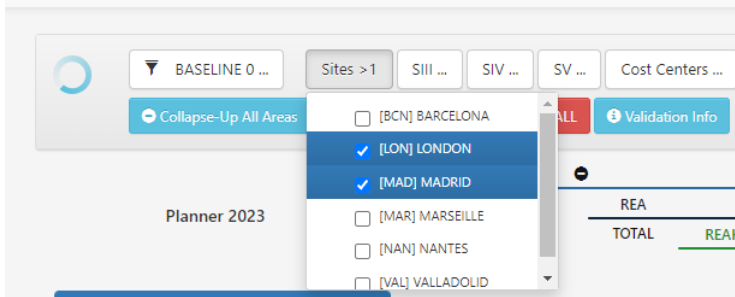 BASELINE 0 ... Sites >1 SIII ... SIV ... SV ... Cost Centers ...
Collapse-Up All Areas ALL Validation Info
[BCN] BARCELONA
[LON] LONDON
[MAD] MADRID
[MAR] MARSEILLE
[NAN] NANTES
[VAL] VALLADOLID
Planner 2023
REA
TOTAL REAK